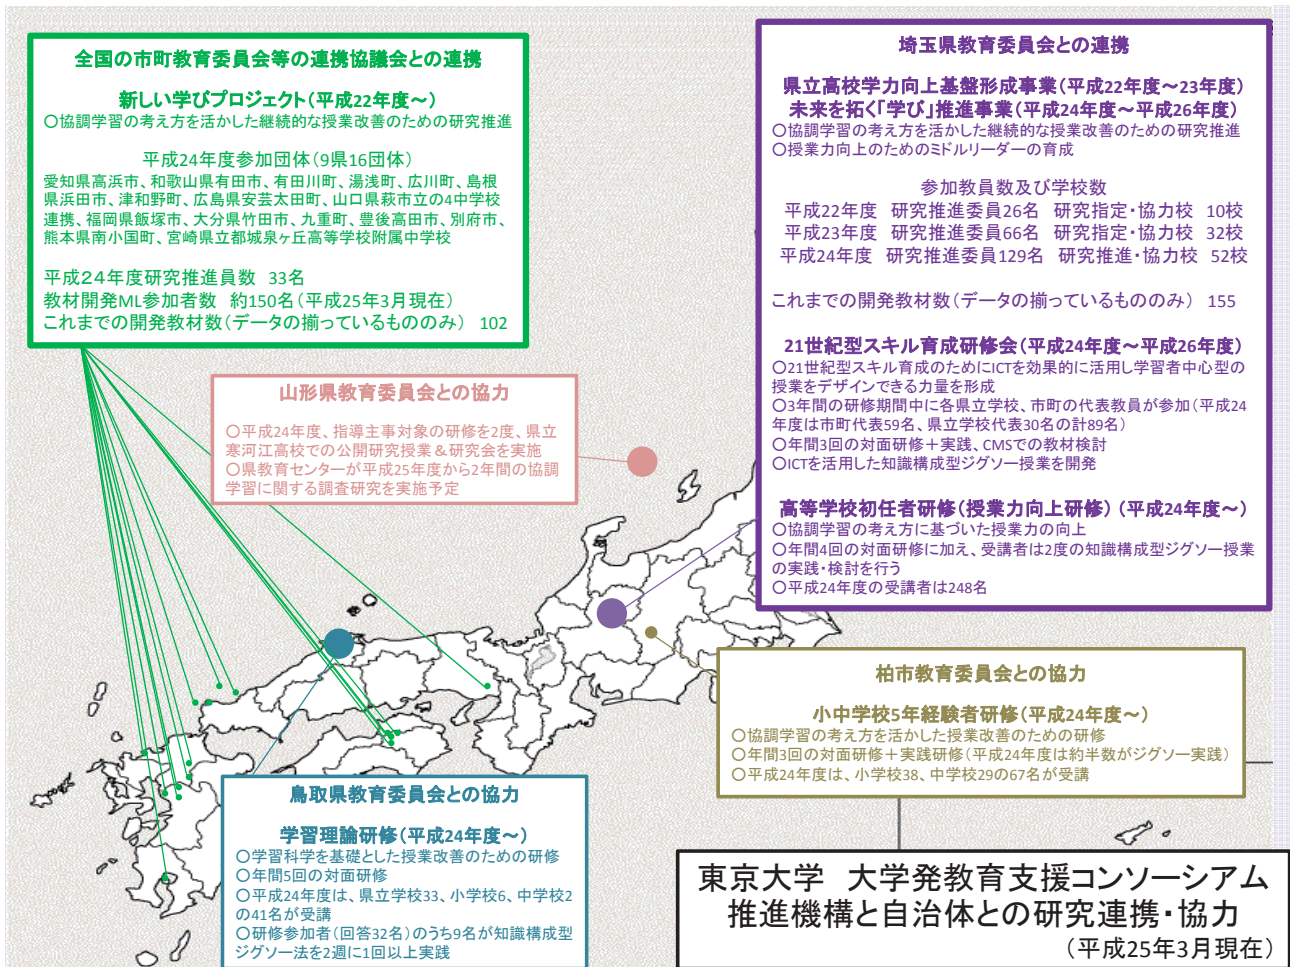 全国の市町教育委員会等の連携協議会との連携
新しい学びプロジェクト(平成22年度～)
○協調学習の考え方を活かした継続的な授業改善のための研究推進
平成24年度参加団体(9県16団体)
愛知県高浜市、和歌山県有田市、有田川町、湯浅町、広川町、島根
県浜田市、津和野町、広島県安芸太田町、山口県萩市立の4中学校
連携、福岡県飯塚市、大分県竹田市、九重町、豊後高田市、別府市、
熊本県南小国町、宮崎県立都城泉ヶ丘高等学校附属中学校
平成24年度研究推進員数 33名
教材開発ML参加者数 約150名(平成25年3月現在)
これまでの開発教材数(データの揃っているもののみ) 102
埼玉県教育委員会との連携
県立高校学力向上基盤形成事業(平成22年度～23年度)
未来を拓く「学び」推進事業(平成24年度～平成26年度)
○協調学習の考え方を活かした継続的な授業改善のための研究推進
○授業力向上のためのミドルリーダーの育成
参加教員数及び学校数
平成22年度 研究推進委員26名 研究指定・協力校 10校
平成23年度 研究推進委員66名 研究指定・協力校 32校
平成24年度 研究推進委員129名 研究推進・協力校 52校
これまでの開発教材数(データの揃っているもののみ) 155
21世紀型スキル育成研修会(平成24年度～平成26年度)
○21世紀型スキル育成のためにICTを効果的に活用し学習者中心型の
授業をデザインできる力量を形成
○3年間の研修期間中に各県立学校、市町の代表教員が参加(平成24
年度は市町代表59名、県立学校代表30名の計89名)
○年間3回の対面研修＋実践、CMSでの教材検討
○ICTを活用した知識構成型ジグソー授業を開発
高等学校初任者研修(授業力向上研修)(平成24年度～)
○協調学習の考え方に基づいた授業力の向上
○年間4回の対面研修に加え、受講者は2度の知識構成型ジグソー授業
の実践・検討を行う
○平成24年度の受講者は248名
山形県教育委員会との協力
○平成24年度、指導主事対象の研修を2度、県立
寒河江高校での公開研究授業＆研究会を実施
○県教育センターが平成25年度から2年間の協調
学習に関する調査研究を実施予定
柏市教育委員会との協力
小中学校5年経験者研修(平成24年度～)
○協調学習の考え方を活かした授業改善のための研修
○年間3回の対面研修＋実践研修(平成24年度は約半数がジグソー実践)
○平成24年度は、小学校38、中学校29の67名が受講
鳥取県教育委員会との協力
学習理論研修(平成24年度～)
○学習科学を基礎とした授業改善のための研修
○年間5回の対面研修
○平成24年度は、県立学校33、小学校6、中学校2
の41名が受講
○研修参加者(回答32名)のうち9名が知識構成型
ジグソー法を2週に1回以上実践
東京大学 大学発教育支援コンソーシアム
推進機構と自治体との研究連携・協力
(平成25年3月現在)